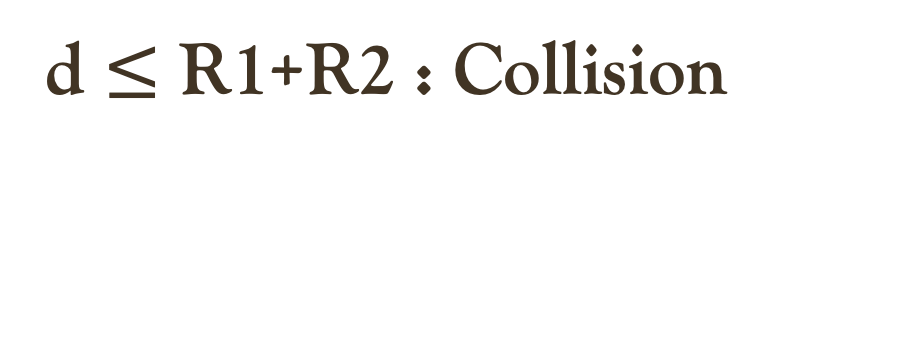 d ≤ R1+R2 : Collision